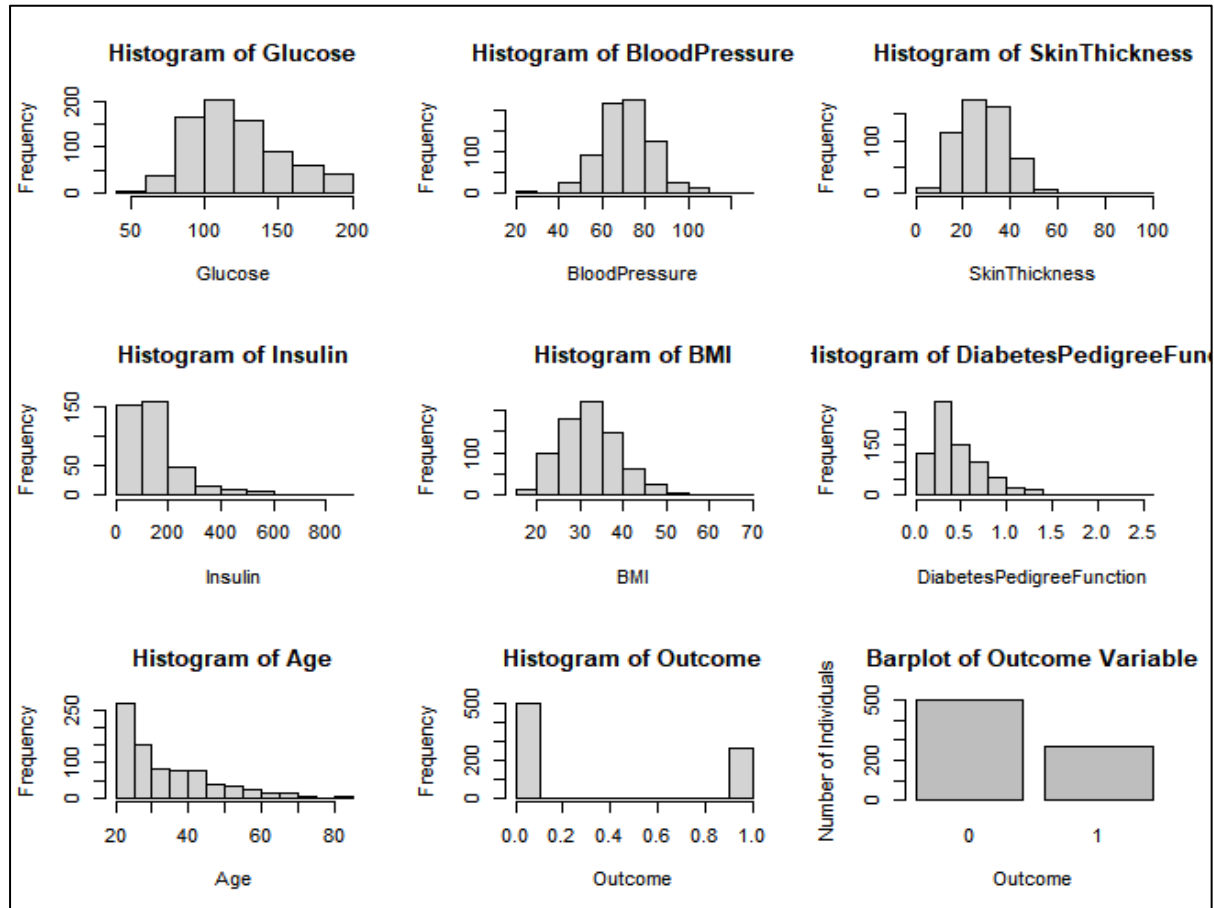 Histogram of Glucose
Frequency
0 100 200
50 100 150 200
Glucose
Histogram of BloodPressure
Frequency
0 100
20 40 60 80 100
BloodPressure
Histogram of SkinThickness
Frequency
0 100
0 20 40 60 80 100
SkinThickness
Histogram of Insulin
Frequency
0 50 150
0 200 400 600 800
Insulin
Histogram of BMI
Frequency
0 100
20 30 40 50 60 70
BMI
Histogram of DiabetesPedigreeFunc
Frequency
0 150
0.0 0.5 1.0 1.5 2.0 2.5
DiabetesPedigreeFunction
Histogram of Age
Frequency
0 100 250
20 40 60 80
Age
Histogram of Outcome
Frequency
0 200 500
0.0 0.2 0.4 0.6 0.8 1.0
Outcome
Barplot of Outcome Variable
Number of Individuals
0 200 500
0 1
Outcome